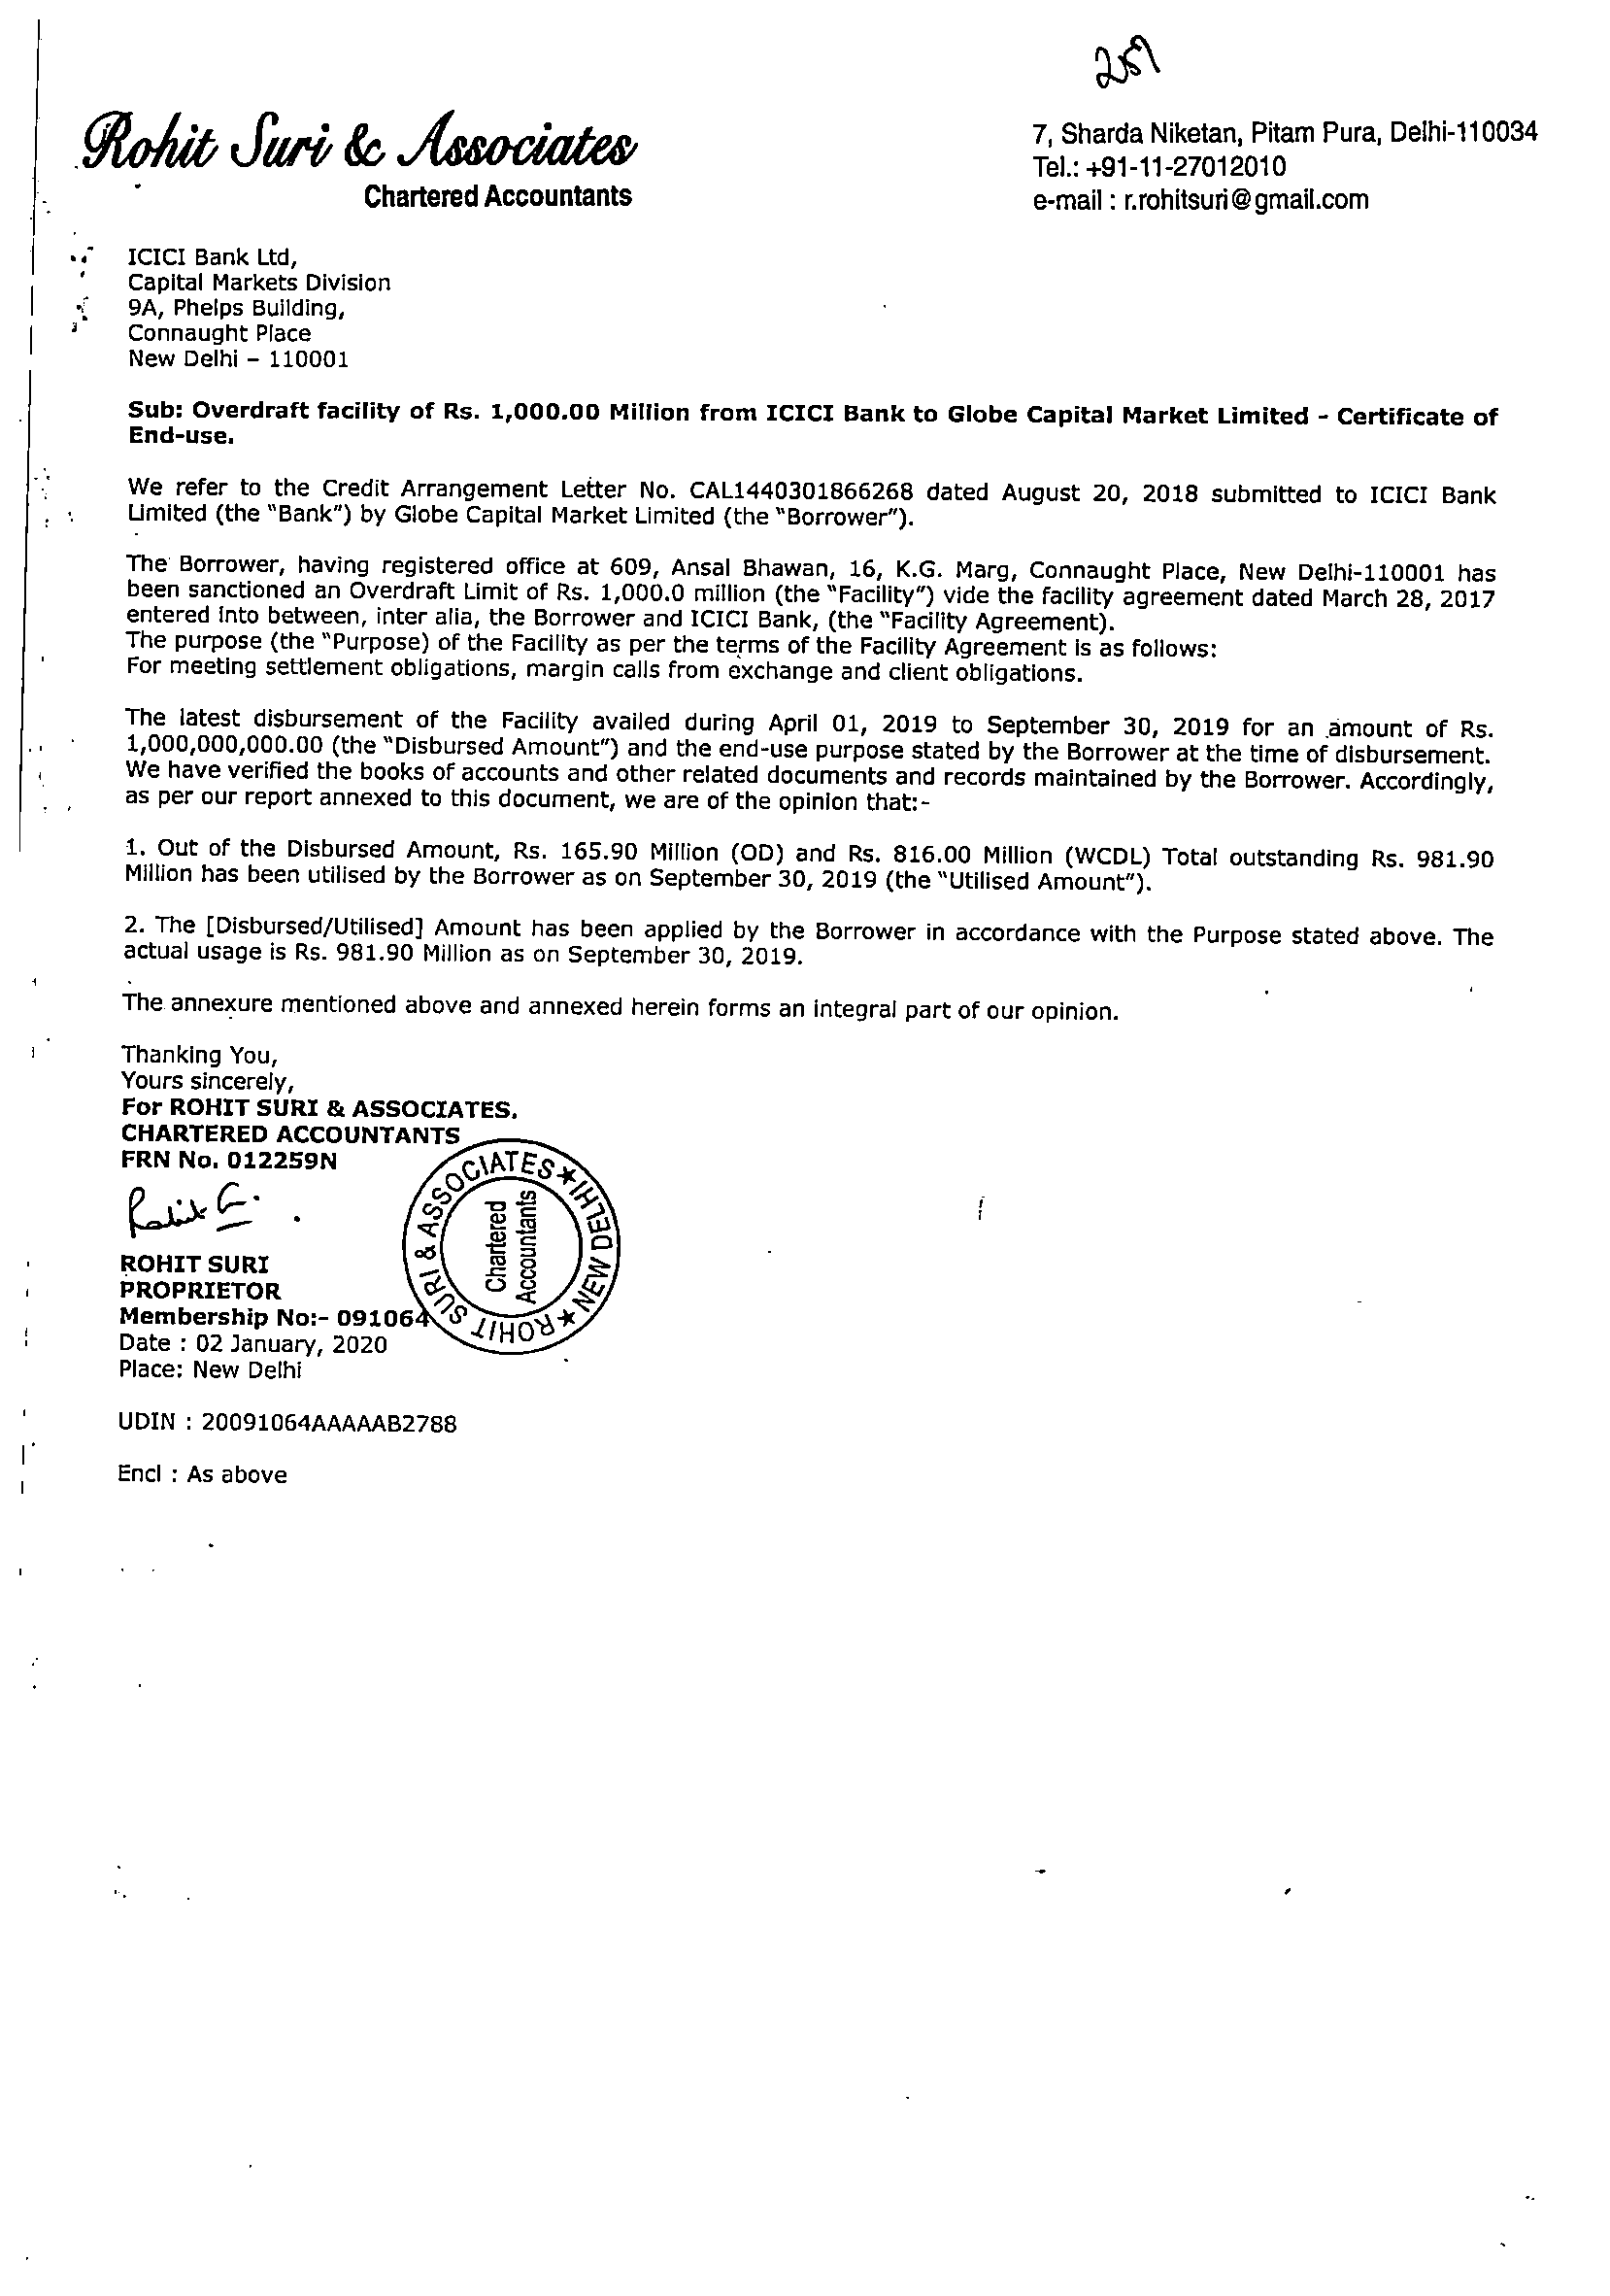 259
Rohit Suri & Associates
Chartered Accountants
7, Sharda Niketan, Pitam Pura, Delhi-110034
Tel.: +91-11-27012010
e-mail : r.rohitsuri@gmail.com
ICICI Bank Ltd,
Capital Markets Division
9A, Phelps Building,
Connaught Place
New Delhi – 110001
Sub: Overdraft facility of Rs. 1,000.00 Million from ICICI Bank to Globe Capital Market Limited - Certificate of
End-use.
We refer to the Credit Arrangement Letter No. CAL1440301866268 dated August 20, 2018 submitted to ICICI Bank
Limited (the “Bank”) by Globe Capital Market Limited (the “Borrower”).
The Borrower, having registered office at 609, Ansal Bhawan, 16, K.G. Marg, Connaught Place, New Delhi-110001 has
been sanctioned an Overdraft Limit of Rs. 1,000.0 million (the “Facility”) vide the facility agreement dated March 28, 2017
entered into between, inter alia, the Borrower and ICICI Bank, (the “Facility Agreement).
The purpose (the “Purpose) of the Facility as per the terms of the Facility Agreement is as follows:
For meeting settlement obligations, margin calls from exchange and client obligations.
The latest disbursement of the Facility availed during April 01, 2019 to September 30, 2019 for an amount of Rs.
1,000,000,000.00 (the “Disbursed Amount”) and the end-use purpose stated by the Borrower at the time of disbursement.
We have verified the books of accounts and other related documents and records maintained by the Borrower. Accordingly,
as per our report annexed to this document, we are of the opinion that:-
1. Out of the Disbursed Amount, Rs. 165.90 Million (OD) and Rs. 816.00 Million (WCDL) Total outstanding Rs. 981.90
Million has been utilised by the Borrower as on September 30, 2019 (the “Utilised Amount”).
2. The [Disbursed/Utilised] Amount has been applied by the Borrower in accordance with the Purpose stated above. The
actual usage is Rs. 981.90 Million as on September 30, 2019.
The annexure mentioned above and annexed herein forms an integral part of our opinion.
Thanking You,
Yours sincerely,
For ROHIT SURI & ASSOCIATES.
CHARTERED ACCOUNTANTS
FRN No. 012259N
ROHIT SURI & ASSOCIATES ★ NEW DELHI ★
Chartered
Accountants
ROHIT SURI
PROPRIETOR
Membership No:- 091064
Date : 02 January, 2020
Place: New Delhi
UDIN : 20091064AAAAAB2788
Encl : As above